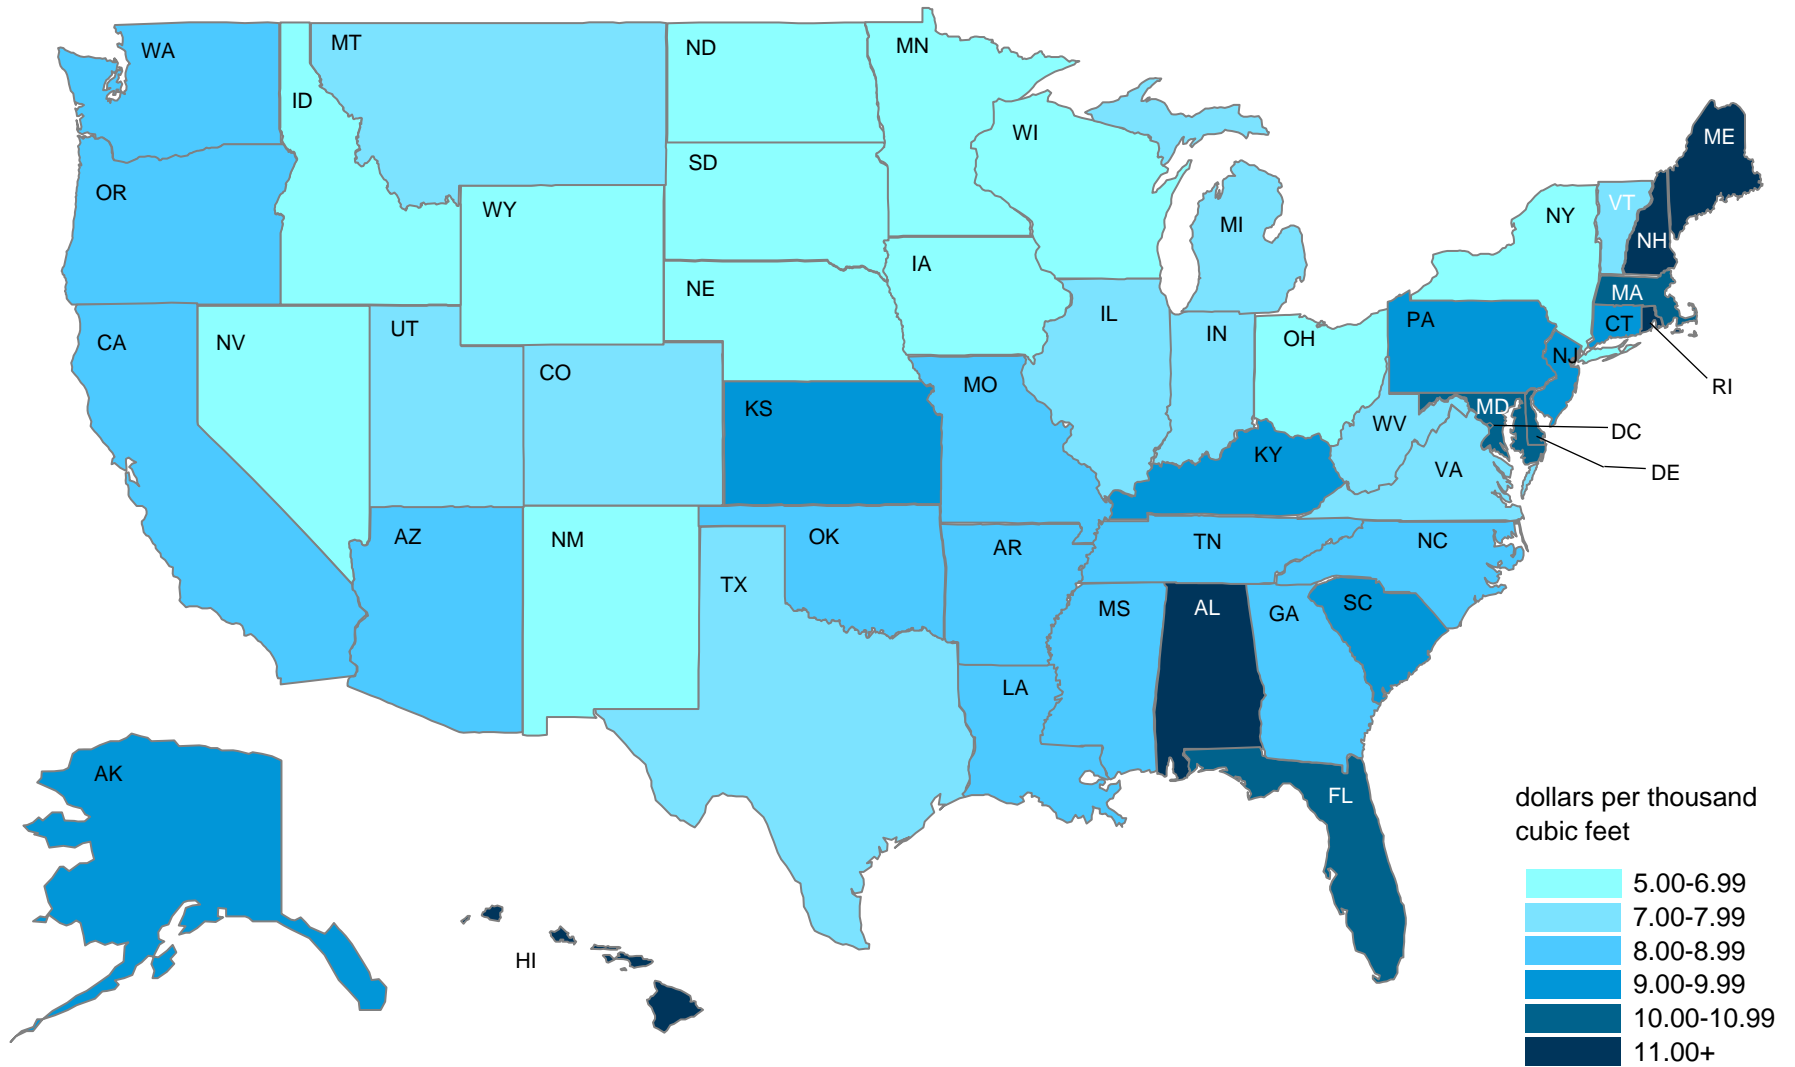 WA
MT
ND
MN
ID
WI
ME
SD
OR
WY
VT
NY
MI
NH
IA
NE
MA
IL
PA
CT
UT
IN
OH
CA
NV
NJ
CO
MO
RI
KS
MD
WV
DC
KY
VA
DE
AZ
NM
OK
AR
TN
NC
TX
MS
AL
GA
SC
LA
AK
FL
HI
dollars per thousand
cubic feet
5.00-6.99
7.00-7.99
8.00-8.99
9.00-9.99
10.00-10.99
11.00+